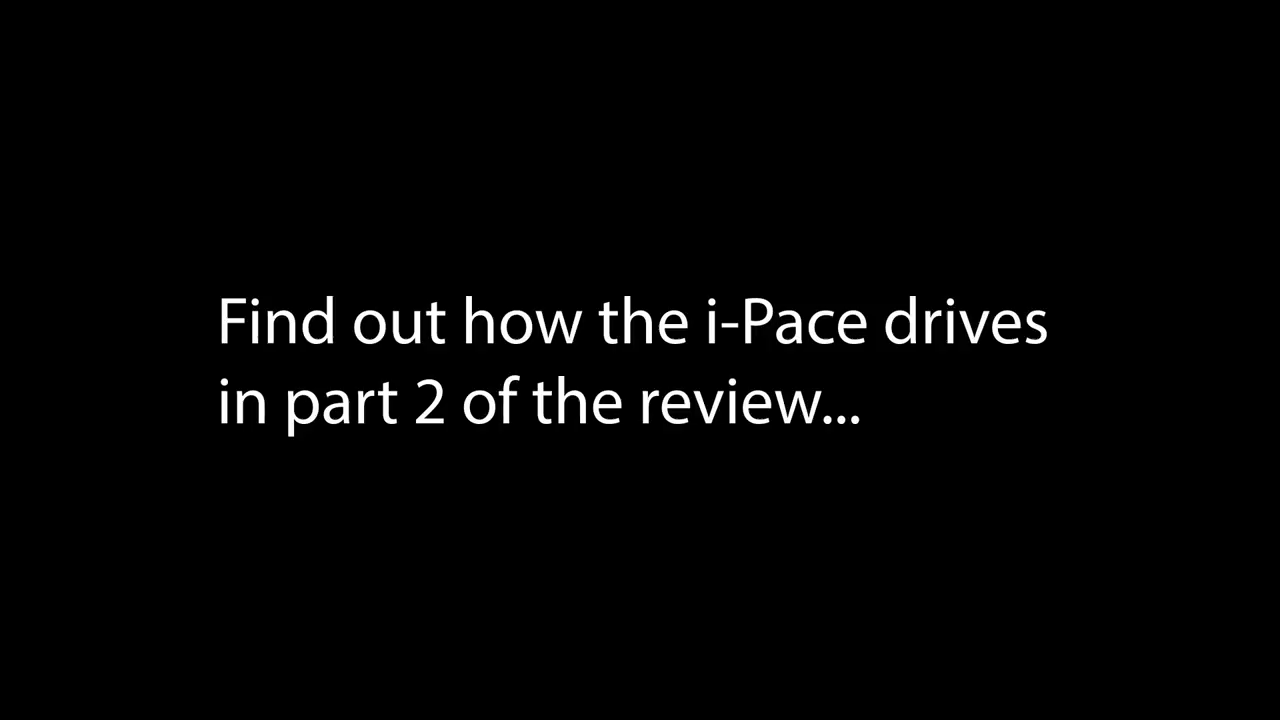 Find out how the i-Pace drives
in part 2 of the review...